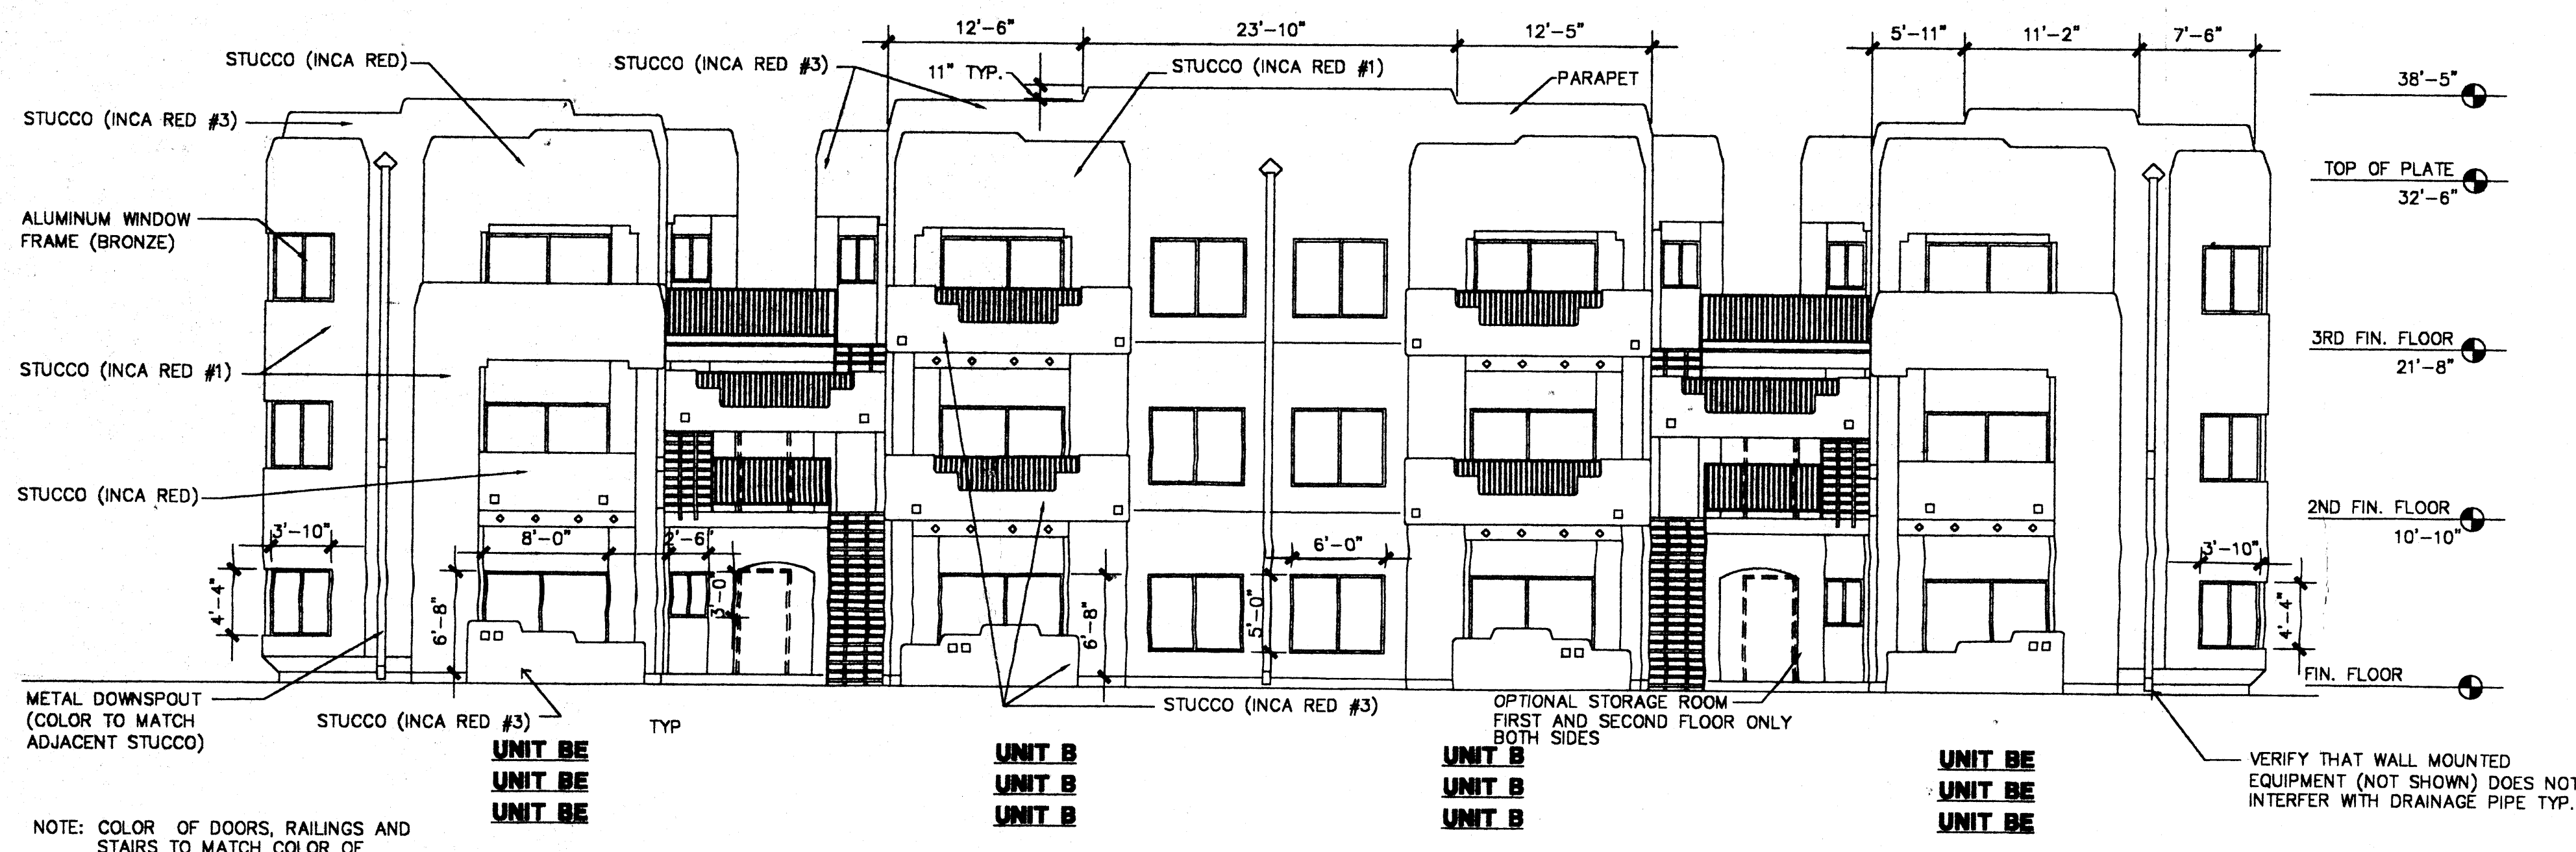 12'-6"
23'-10"
12'-5"
5'-11"
11'-2"
7'-6"
STUCCO (INCA RED)
STUCCO (INCA RED #3)
11" TYP.
STUCCO (INCA RED #1)
PARAPET
38'-5"
STUCCO (INCA RED #3)
TOP OF PLATE
32'-6"
ALUMINUM WINDOW
FRAME (BRONZE)
3RD FIN. FLOOR
21'-8"
STUCCO (INCA RED #1)
STUCCO (INCA RED)
2ND FIN. FLOOR
10'-10"
3'-10"
8'-0"
2'-6"
6'-0"
3'-10"
4'-4"
6'-8"
3'-0"
6'-8"
5'-0"
4'-4"
FIN. FLOOR
METAL DOWNSPOUT
(COLOR TO MATCH
ADJACENT STUCCO)
STUCCO (INCA RED #3)
TYP
STUCCO (INCA RED #3)
OPTIONAL STORAGE ROOM
FIRST AND SECOND FLOOR ONLY
BOTH SIDES
UNIT BE
UNIT BE
UNIT BE
UNIT B
UNIT B
UNIT B
UNIT B
UNIT B
UNIT B
UNIT BE
UNIT BE
UNIT BE
VERIFY THAT WALL MOUNTED
EQUIPMENT (NOT SHOWN) DOES NOT
INTERFER WITH DRAINAGE PIPE TYP.
NOTE: COLOR OF DOORS, RAILINGS AND
STAIRS TO MATCH COLOR OF